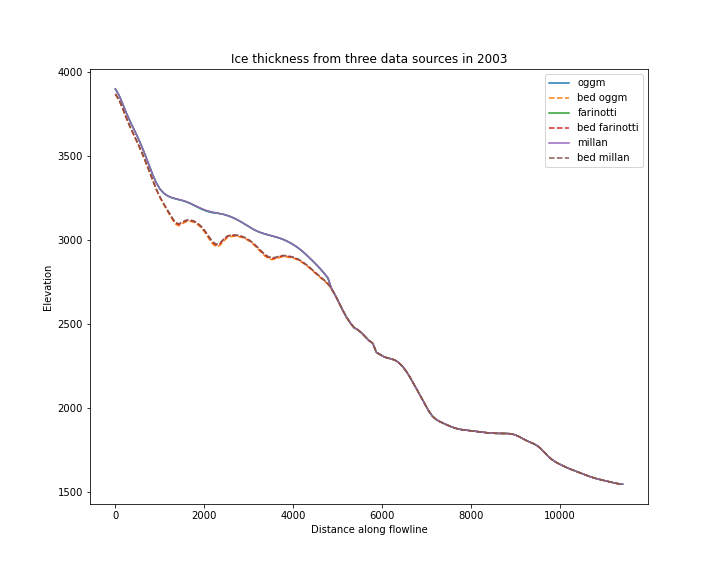 Ice thickness from three data sources in 2003
oggm
bed oggm
farinotti
bed farinotti
millan
bed millan
Elevation
4000
3500
3000
2500
2000
1500
0 2000 4000 6000 8000 10000
Distance along flowline